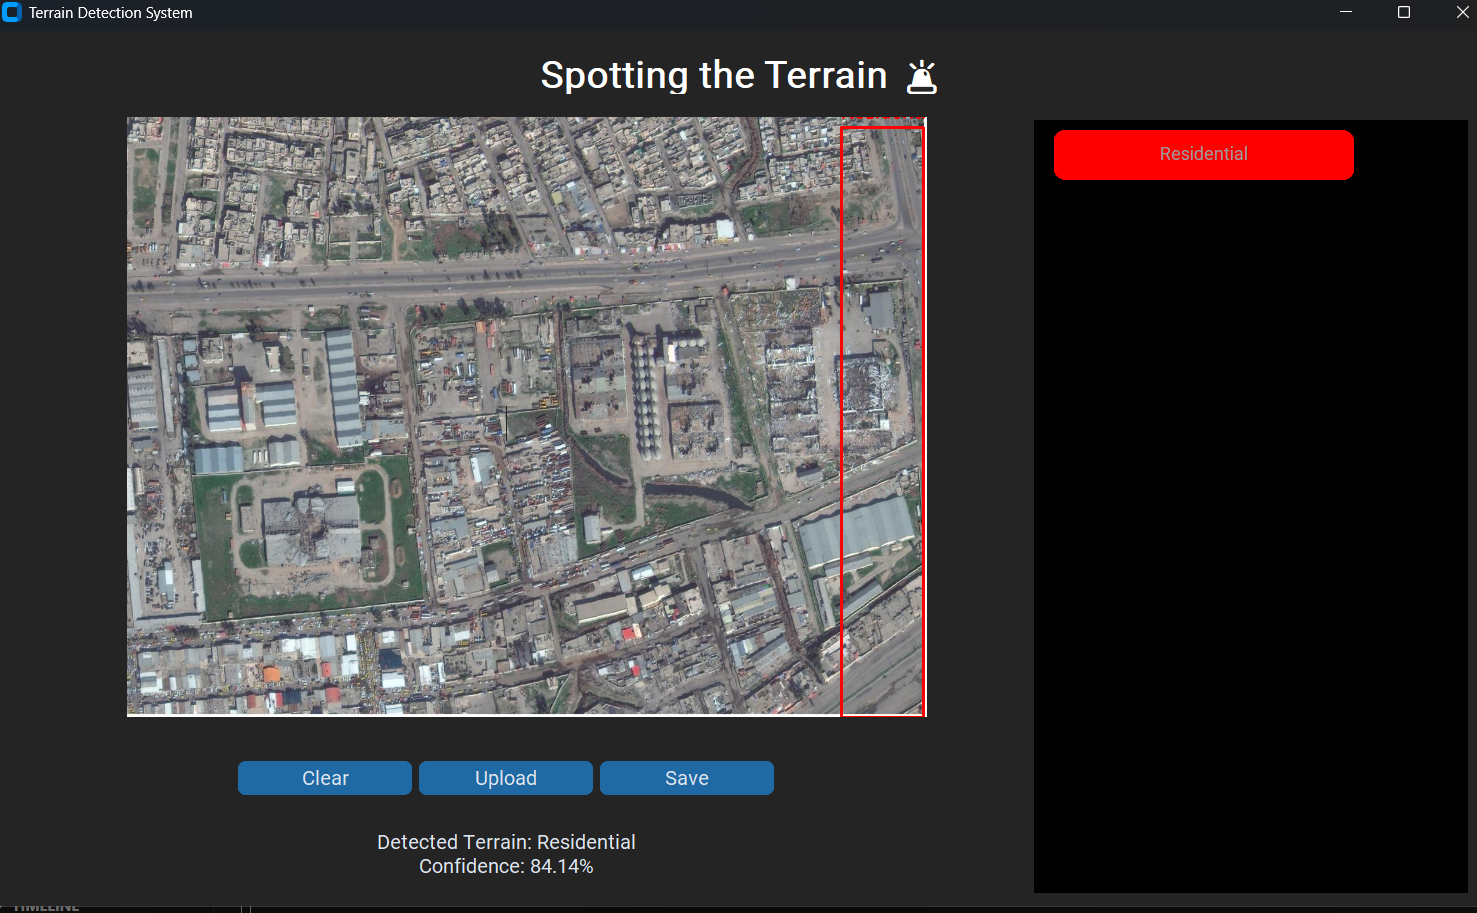 Terrain Detection System
Spotting the Terrain
Residential
Clear
Upload
Save
Detected Terrain: Residential
Confidence: 84.14%
TIMELINE